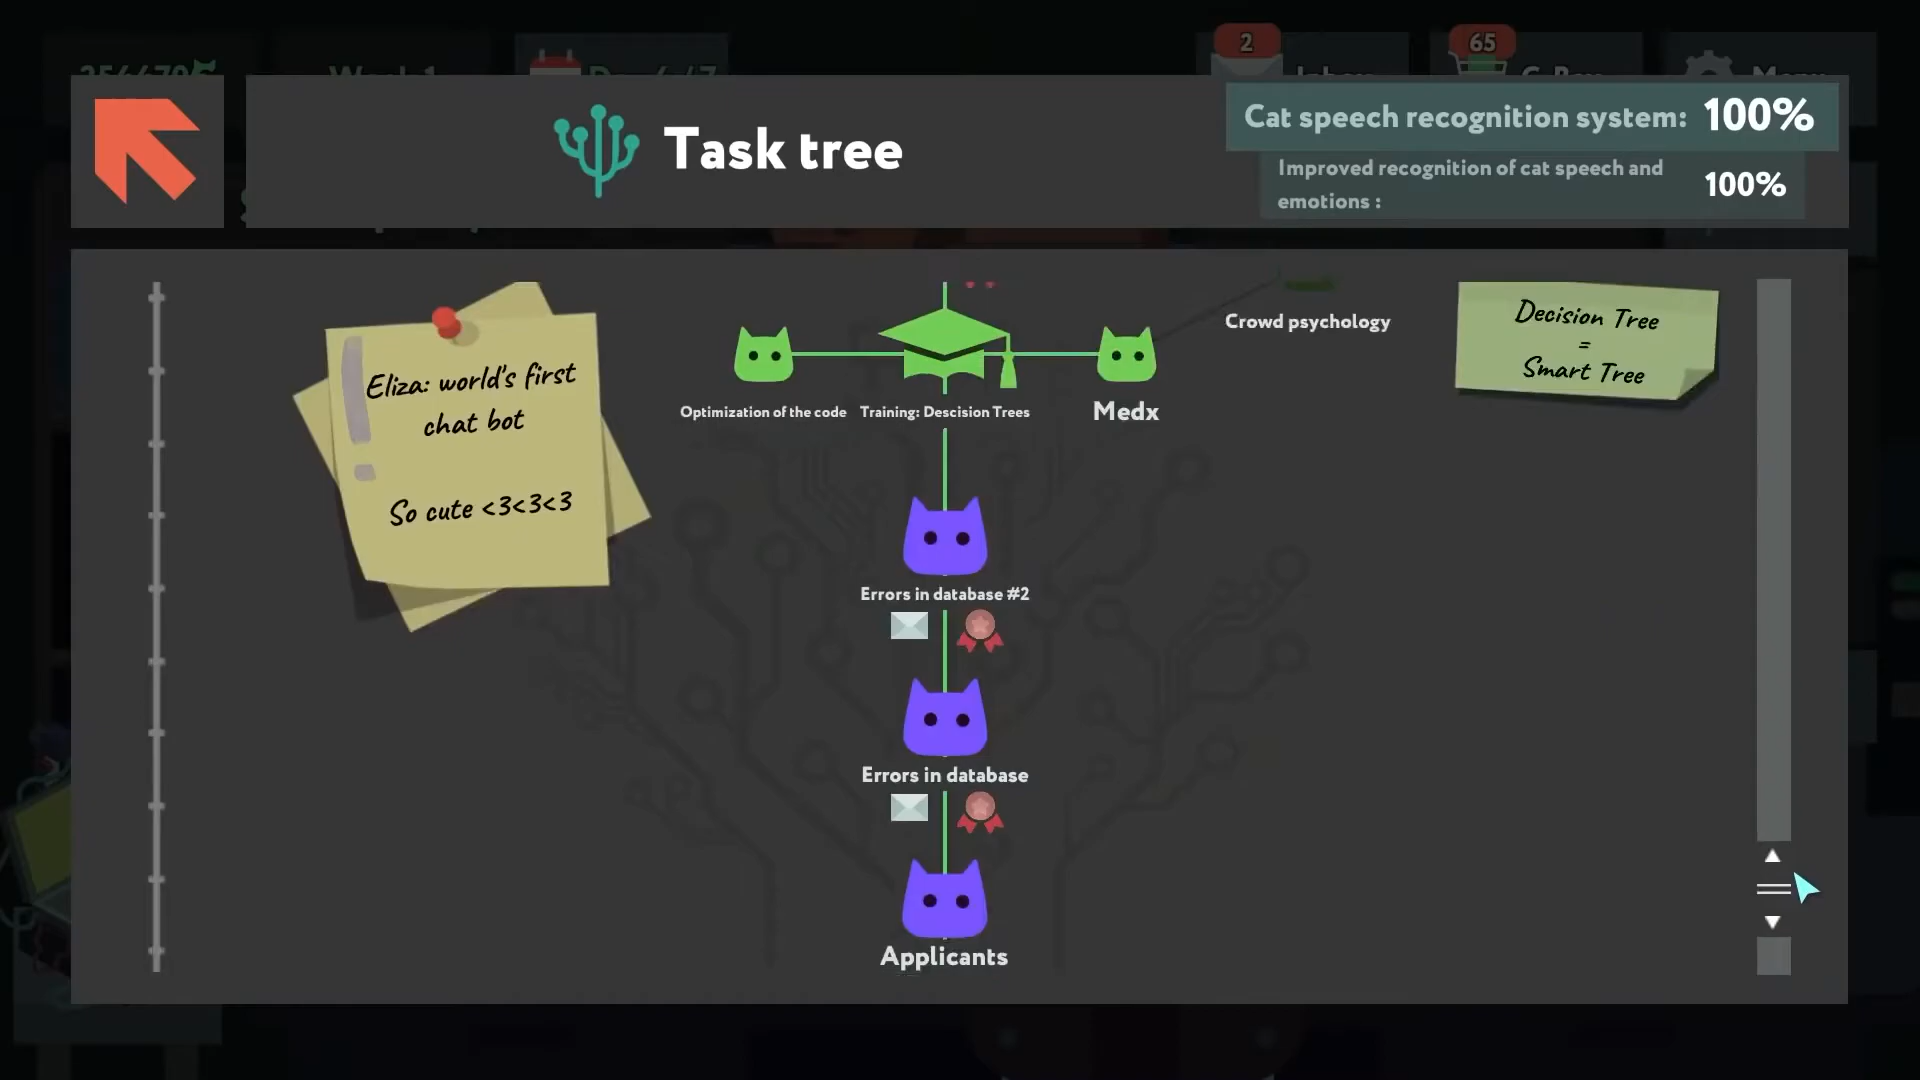 2
65
Task tree
Cat speech recognition system: 100%
Improved recognition of cat speech and
emotions : 100%
Eliza: world's first
chat bot
So cute <3<3<3
Crowd psychology
Decision Tree
=
Smart Tree
Optimization of the code
Training: Descision Trees
Medx
Errors in database #2
Errors in database
Applicants